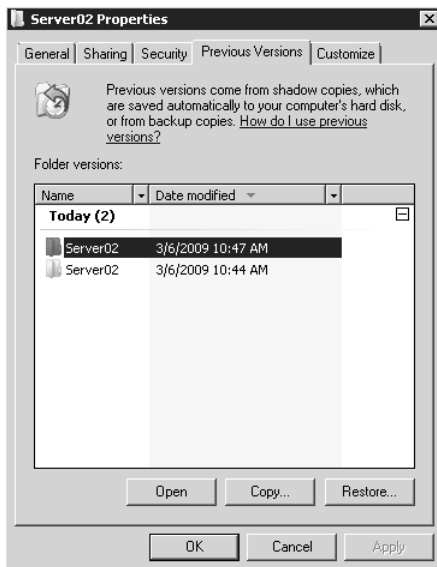 Server02 Properties
General Sharing Security Previous Versions Customize
Previous versions come from shadow copies, which
are saved automatically to your computer's hard disk,
or from backup copies. How do I use previous
versions?
Folder versions:
Name Date modified
Today (2)
Server02 3/6/2009 10:47 AM
Server02 3/6/2009 10:44 AM
Open Copy... Restore...
OK Cancel Apply